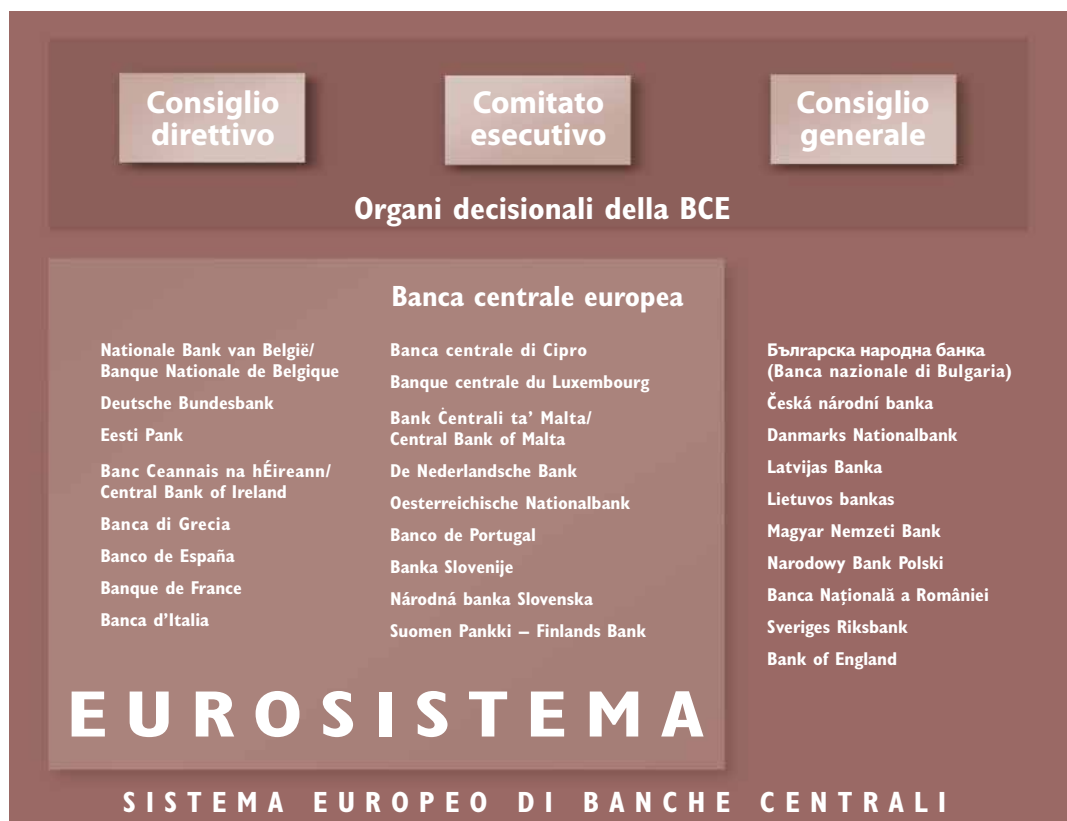 Consiglio
direttivo
Comitato
esecutivo
Consiglio
generale
Organi decisionali della BCE
Banca centrale europea
Nationale Bank van België/
Banque Nationale de Belgique
Deutsche Bundesbank
Eesti Pank
Banc Ceannais na hÉireann/
Central Bank of Ireland
Banca di Grecia
Banco de España
Banque de France
Banca d’Italia
Banca centrale di Cipro
Banque centrale du Luxembourg
Bank Ċentrali ta’ Malta/
Central Bank of Malta
De Nederlandsche Bank
Oesterreichische Nationalbank
Banco de Portugal
Banka Slovenije
Národná banka Slovenska
Suomen Pankki – Finlands Bank
EUROSISTEMA
Българска народна банка
(Banca nazionale di Bulgaria)
Česká národní banka
Danmarks Nationalbank
Latvijas Banka
Lietuvos bankas
Magyar Nemzeti Bank
Narodowy Bank Polski
Banca Naţională a României
Sveriges Riksbank
Bank of England
SISTEMA EUROPEO DI BANCHE CENTRALI